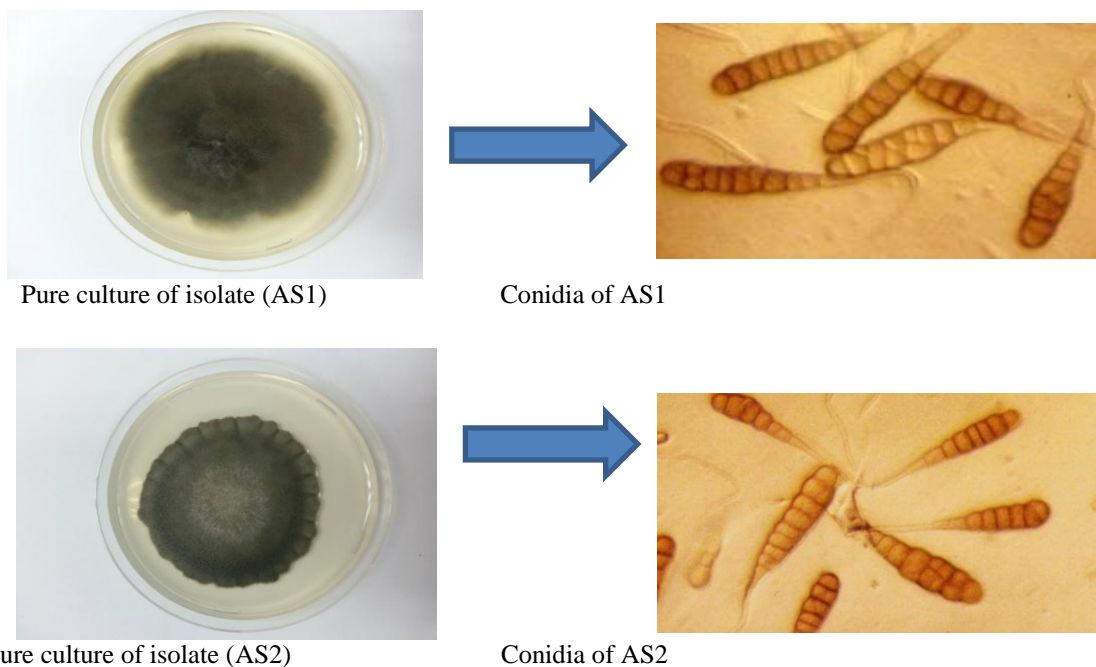 Pure culture of isolate (AS1)
Conidia of AS1
ure culture of isolate (AS2)
Conidia of AS2